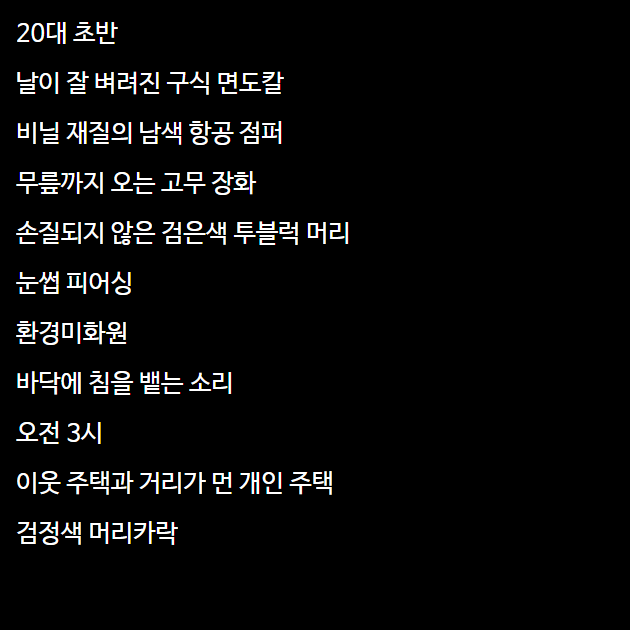 20대 초반
날이 잘 벼려진 구식 면도칼
비닐 재질의 남색 항공 점퍼
무릎까지 오는 고무 장화
손질되지 않은 검은색 투블럭 머리
눈썹 피어싱
환경미화원
바닥에 침을 뱉는 소리
오전 3시
이웃 주택과 거리가 먼 개인 주택
검정색 머리카락